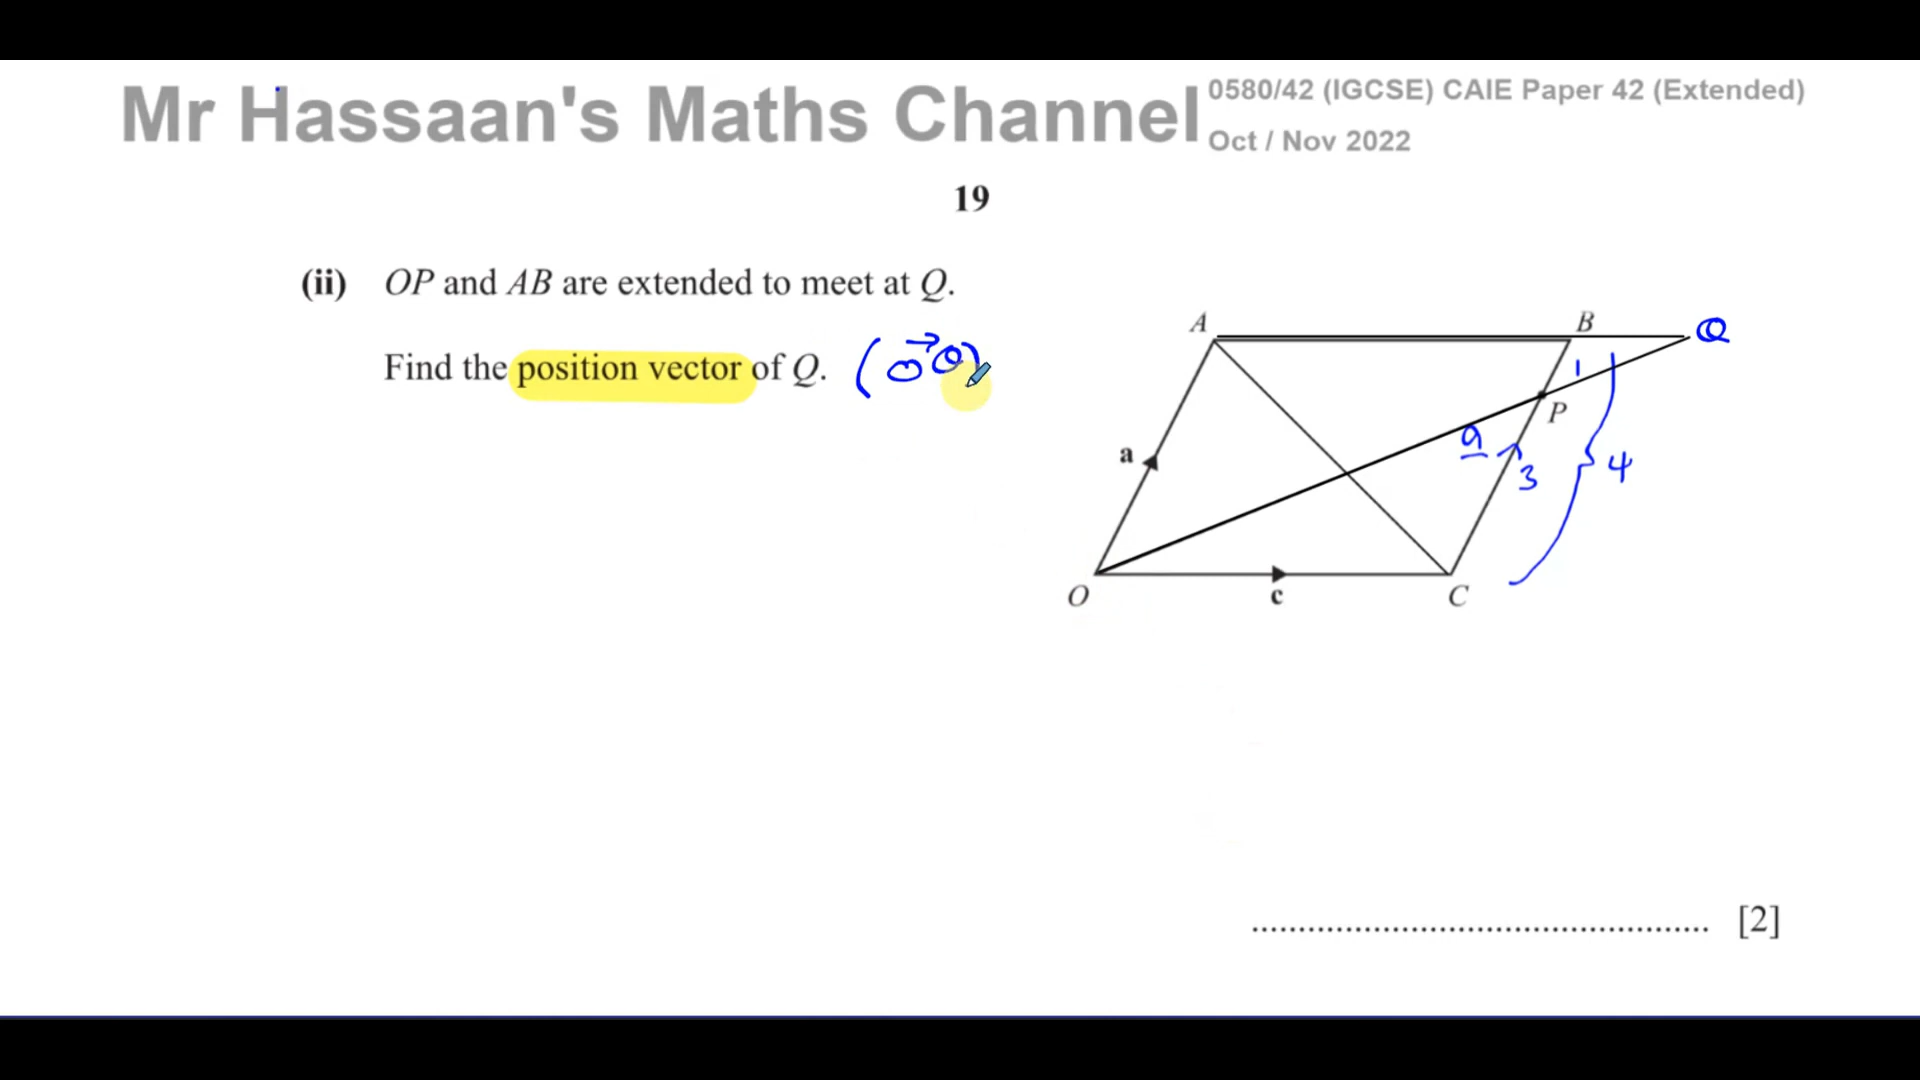 Mr Hassaan's Maths Channel
0580/42 (IGCSE) CAIE Paper 42 (Extended)
Oct / Nov 2022
19
(ii) OP and AB are extended to meet at Q.
Find the position vector of Q. (OQ)
A
B
Q
1
P
a
a
3
4
O
c
C
................................................ [2]